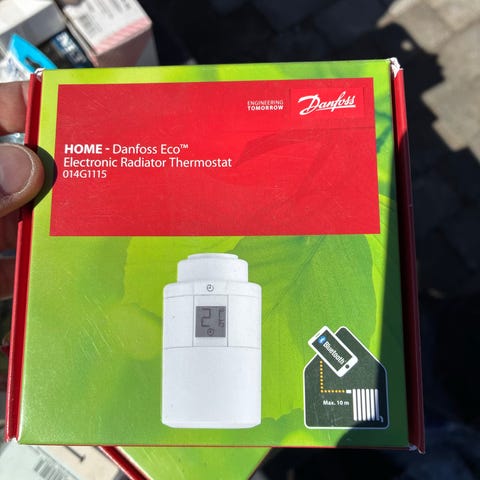 ENGINEERING
TOMORROW
Danfoss
HOME - Danfoss Eco™
Electronic Radiator Thermostat
014G1115
Bluetooth®
Max. 10 m